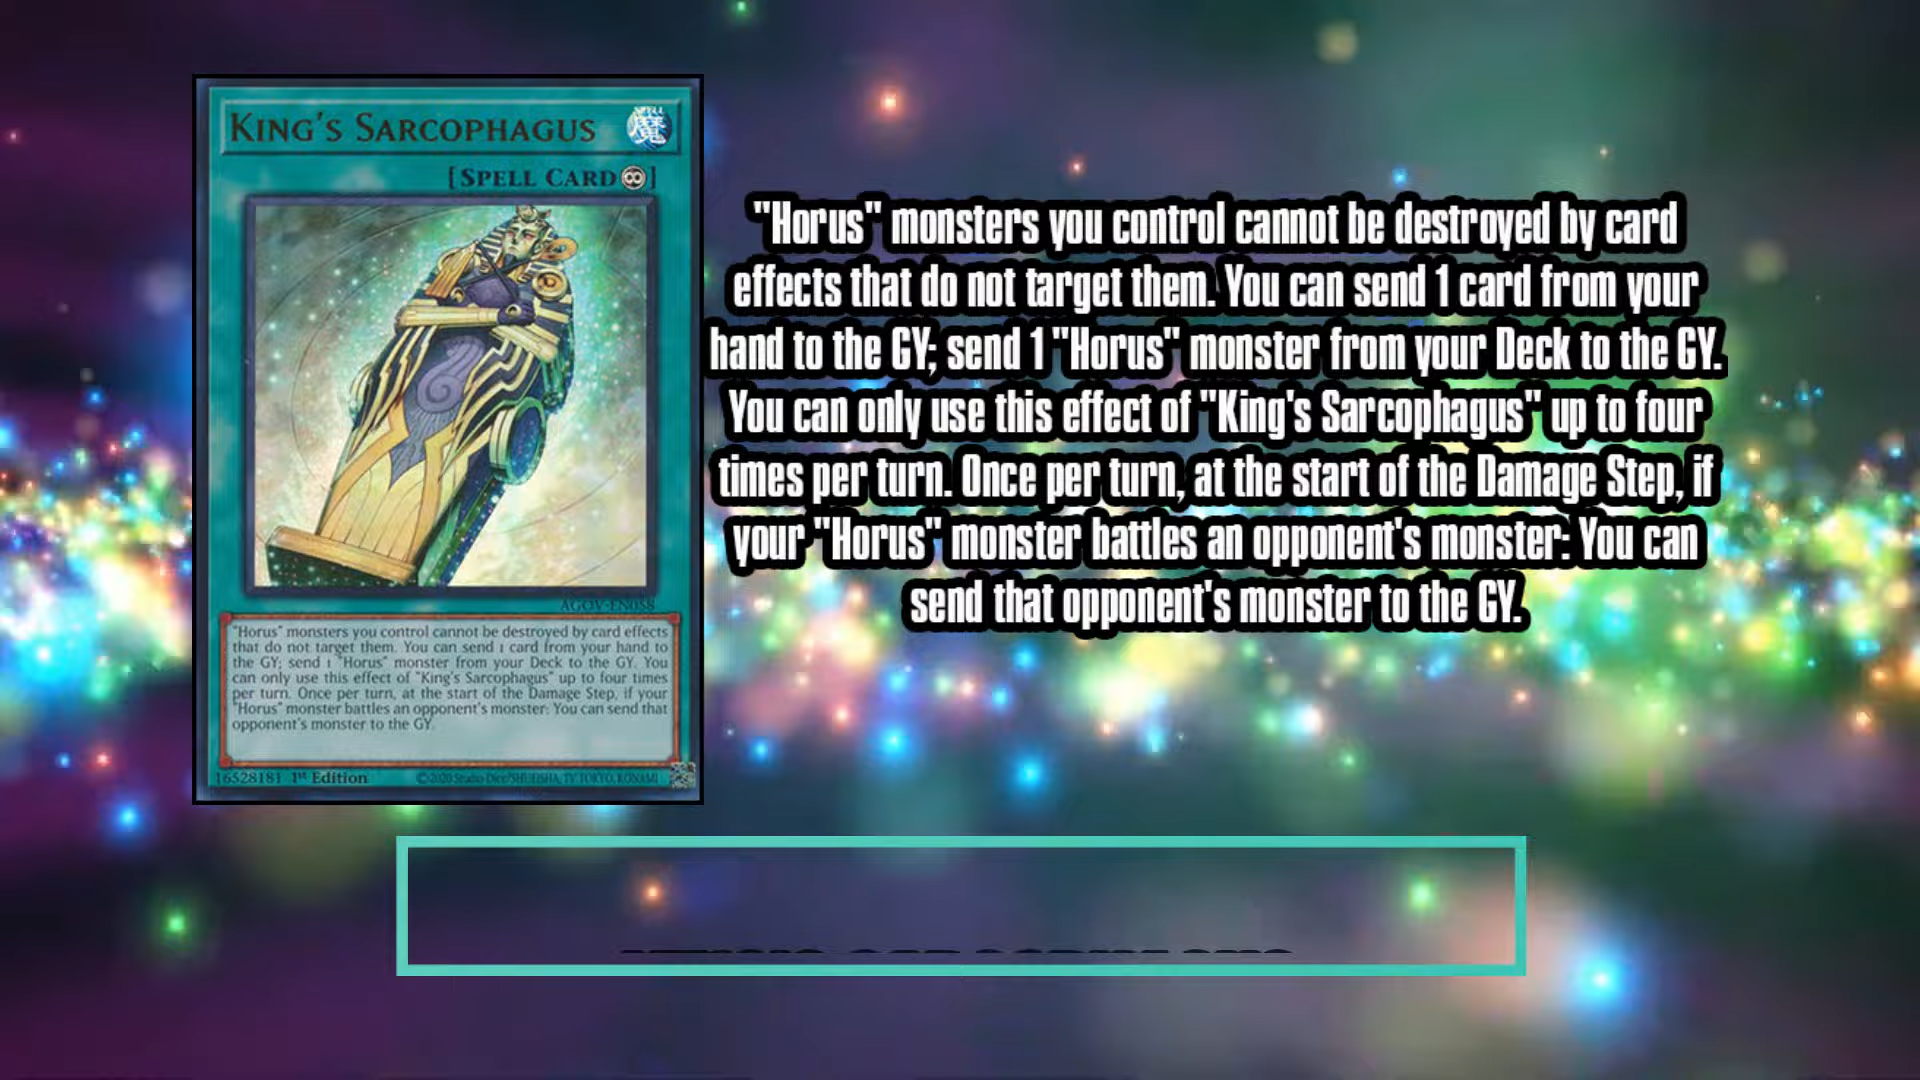 KING'S SARCOPHAGUS
[SPELL CARD]
AGOV-EN058
"Horus" monsters you control cannot be destroyed by card effects
that do not target them. You can send 1 card from your hand to
the GY; send 1 "Horus" monster from your Deck to the GY. You
can only use this effect of "King's Sarcophagus" up to four times
per turn. Once per turn, at the start of the Damage Step, if your
"Horus" monster battles an opponent's monster: You can send that
opponent's monster to the GY.
16528181 1st Edition ©2020 Studio Dice/SHUEISHA, TV TOKYO, KONAMI
"Horus" monsters you control cannot be destroyed by card
effects that do not target them. You can send 1 card from your
hand to the GY; send 1 "Horus" monster from your Deck to the GY.
You can only use this effect of "King's Sarcophagus" up to four
times per turn. Once per turn, at the start of the Damage Step, if
your "Horus" monster battles an opponent's monster: You can
send that opponent's monster to the GY.